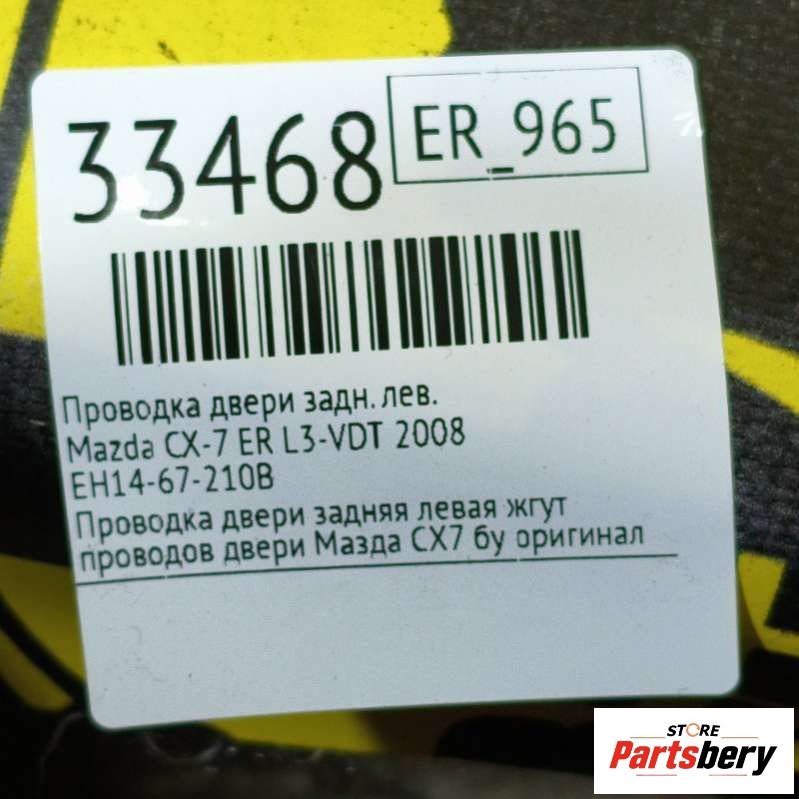 33468
ER_965
Проводка двери задн. лев.
Mazda CX-7 ER L3-VDT 2008
EH14-67-210B
Проводка двери задняя левая жгут
проводов двери Мазда СХ7 бу оригинал
STORE
Partsbery